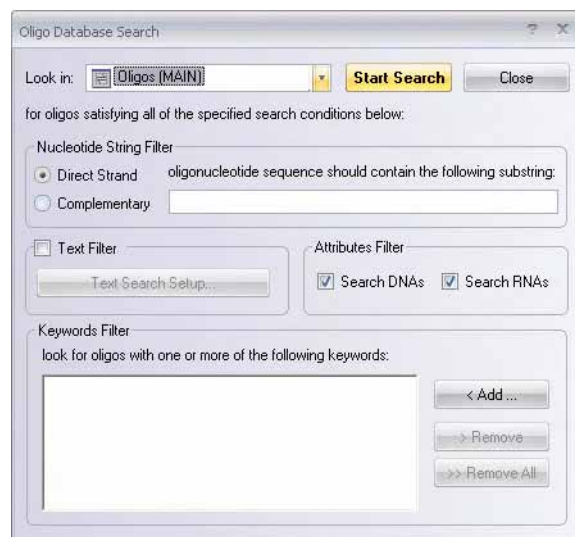 Oligo Database Search ? X
Look in: Oligos (MAIN) Start Search Close
for oligos satisfying all of the specified search conditions below:
Nucleotide String Filter
Direct Strand oligonucleotide sequence should contain the following substring:
Complementary
Text Filter
Text Search Setup...
Attributes Filter
Search DNAs Search RNAs
Keywords Filter
look for oligos with one or more of the following keywords:
< Add ...
> Remove
>> Remove All